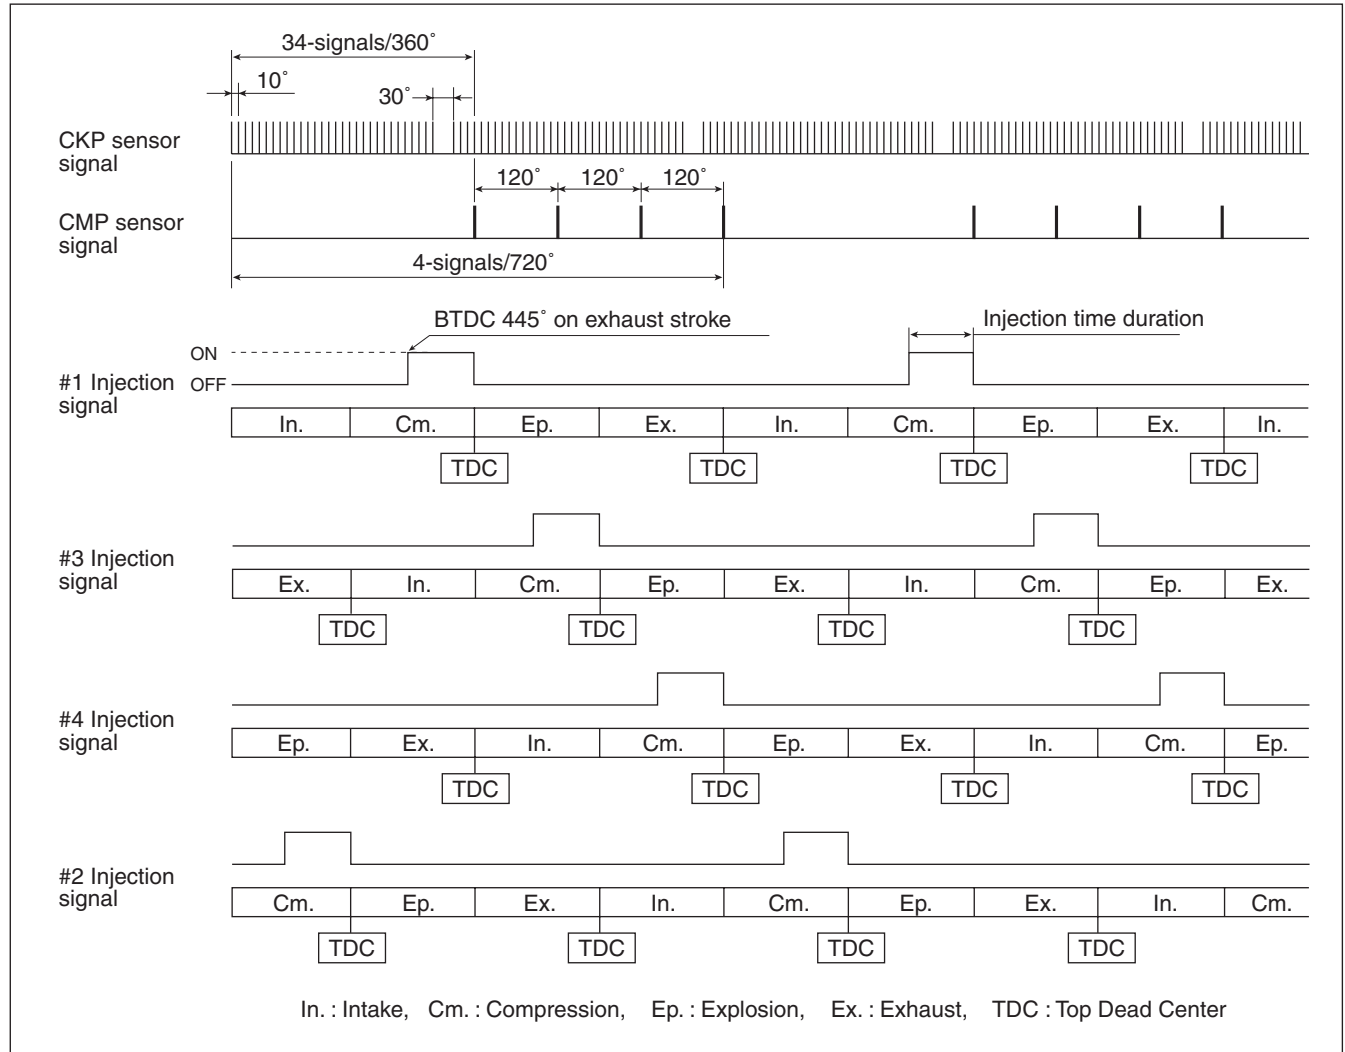 34-signals/360˚
10˚
30˚
CKP sensor
signal
120˚ 120˚ 120˚
CMP sensor
signal
4-signals/720˚
BTDC 445˚ on exhaust stroke
Injection time duration
ON
OFF
#1 Injection
signal
In. Cm. Ep. Ex. In. Cm. Ep. Ex. In.
TDC TDC TDC TDC
#3 Injection
signal
Ex. In. Cm. Ep. Ex. In. Cm. Ep. Ex.
TDC TDC TDC TDC
#4 Injection
signal
Ep. Ex. In. Cm. Ep. Ex. In. Cm. Ep.
TDC TDC TDC TDC
#2 Injection
signal
Cm. Ep. Ex. In. Cm. Ep. Ex. In. Cm.
TDC TDC TDC TDC
In. : Intake, Cm. : Compression, Ep. : Explosion, Ex. : Exhaust, TDC : Top Dead Center